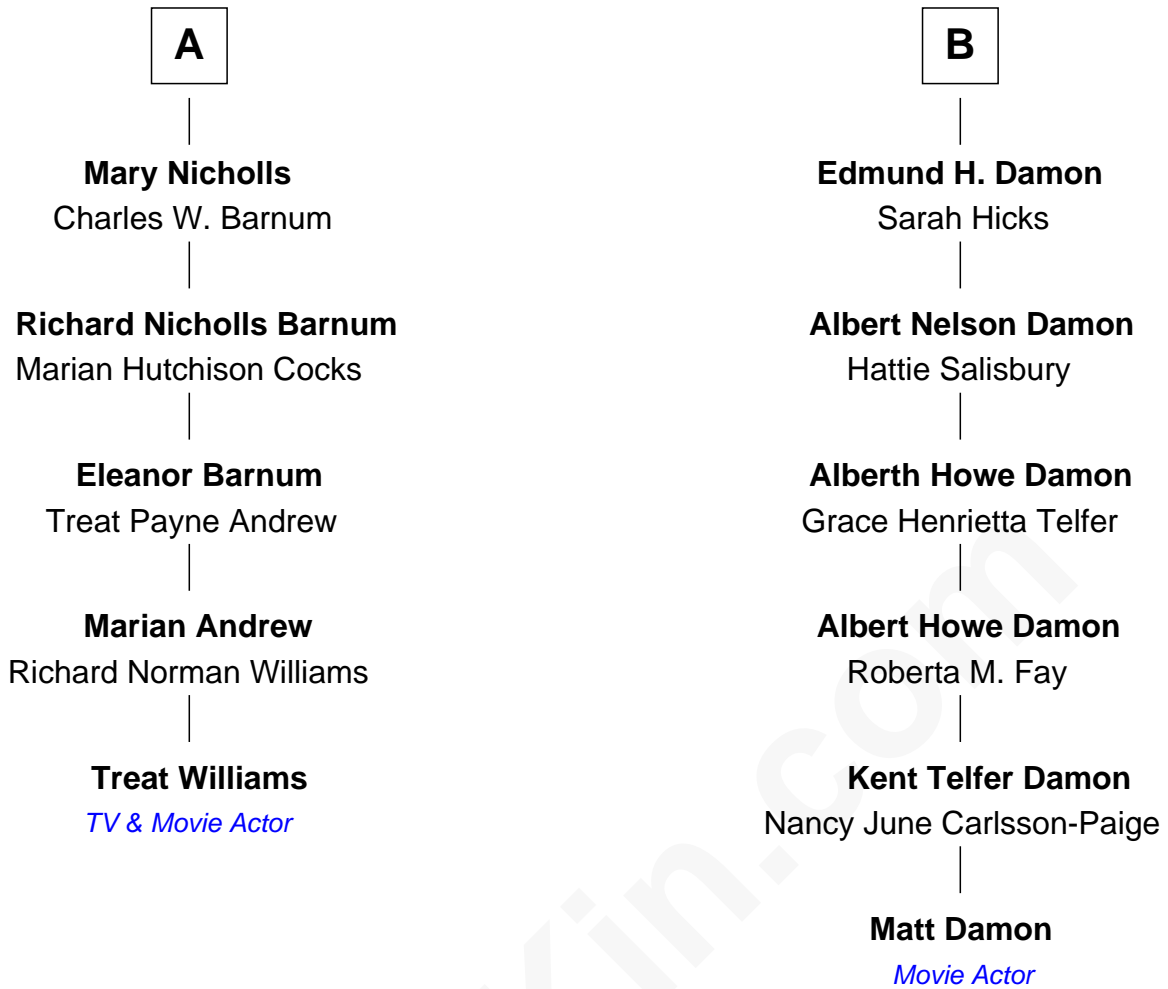 A
Mary Nicholls
Charles W. Barnum
Richard Nicholls Barnum
Marian Hutchison Cocks
Eleanor Barnum
Treat Payne Andrew
Marian Andrew
Richard Norman Williams
Treat Williams
TV & Movie Actor
B
Edmund H. Damon
Sarah Hicks
Albert Nelson Damon
Hattie Salisbury
Alberth Howe Damon
Grace Henrietta Telfer
Albert Howe Damon
Roberta M. Fay
Kent Telfer Damon
Nancy June Carlsson-Paige
Matt Damon
Movie Actor
Kin.com